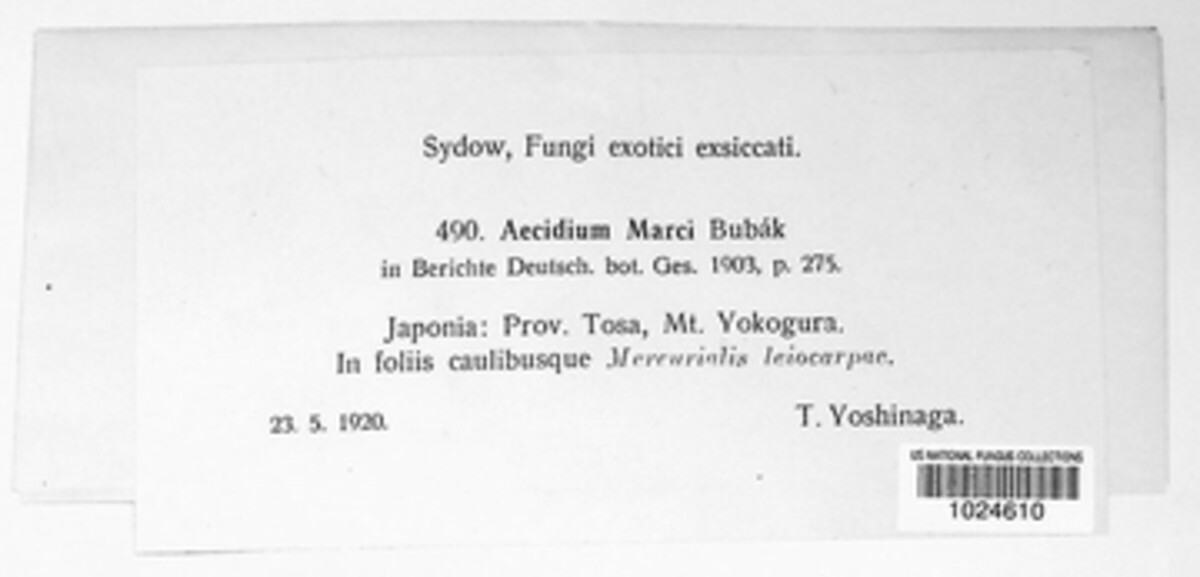 Sydow, Fungi exotici exsiccati.
490. Aecidium Marci Bubák
in Berichte Deutsch. bot. Ges. 1903, p. 275.
Japonia: Prov. Tosa, Mt. Yokogura.
In foliis caulibusque Mercurialis leiocarpae.
23. 5. 1920.
T. Yoshinaga.
US NATIONAL FUNGUS COLLECTIONS
1024610